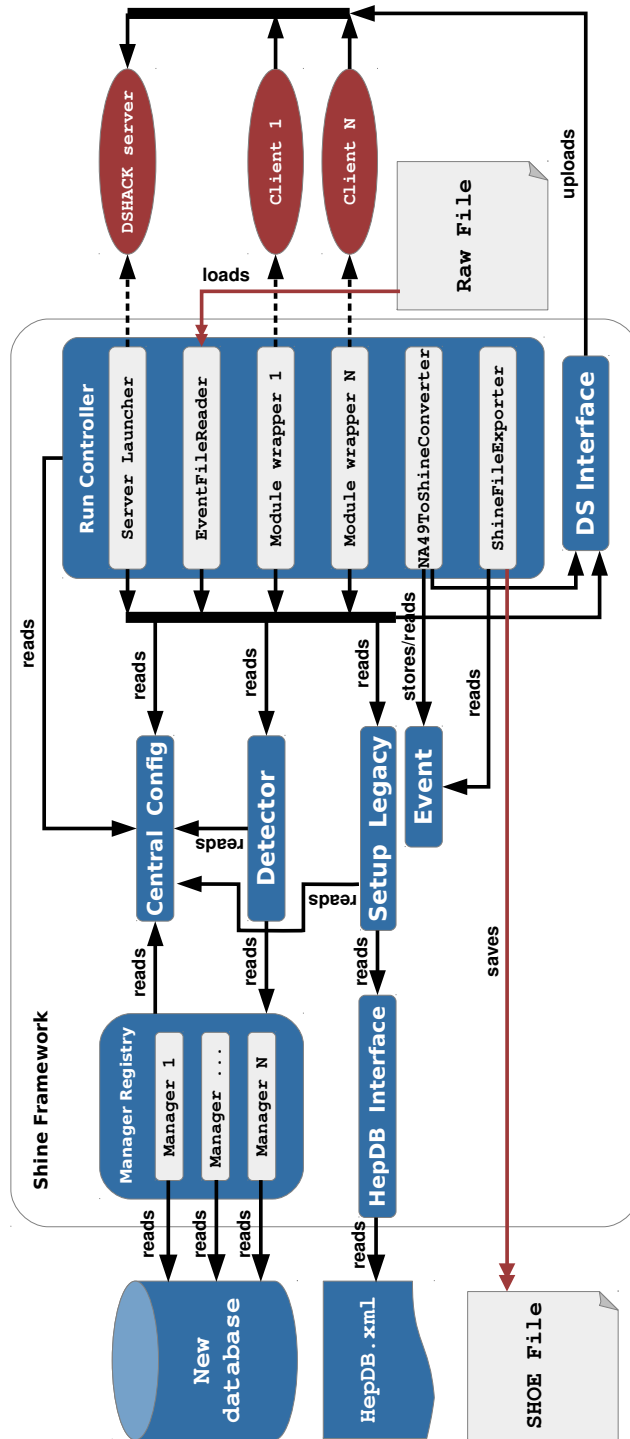 Shine Framework
New
database
HepDB.xml
SHOE File
reads
reads
reads
reads
Manager Registry
Manager 1
Manager ...
Manager N
HepDB Interface
reads
reads
reads
saves
Central Config
Detector
Setup Legacy
Event
reads
reads
reads
reads
reads
reads
stores/reads
reads
Run Controller
Server Launcher
EventFileReader
Module wrapper 1
Module wrapper N
NA49ToShineConverter
ShineFileExporter
DS Interface
loads
uploads
DSHACK server
Client 1
Client N
Raw File